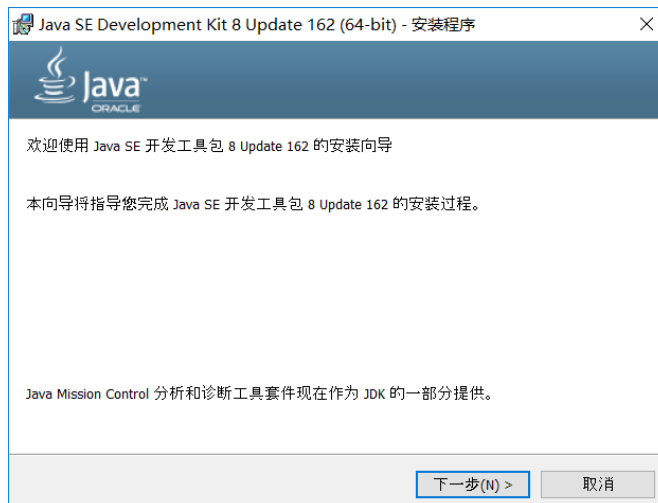 Java SE Development Kit 8 Update 162 (64-bit) - 安装程序
Java™
ORACLE
欢迎使用 Java SE 开发工具包 8 Update 162 的安装向导
本向导将指导您完成 Java SE 开发工具包 8 Update 162 的安装过程。
Java Mission Control 分析和诊断工具套件现在作为 JDK 的一部分提供。
下一步(N) >
取消